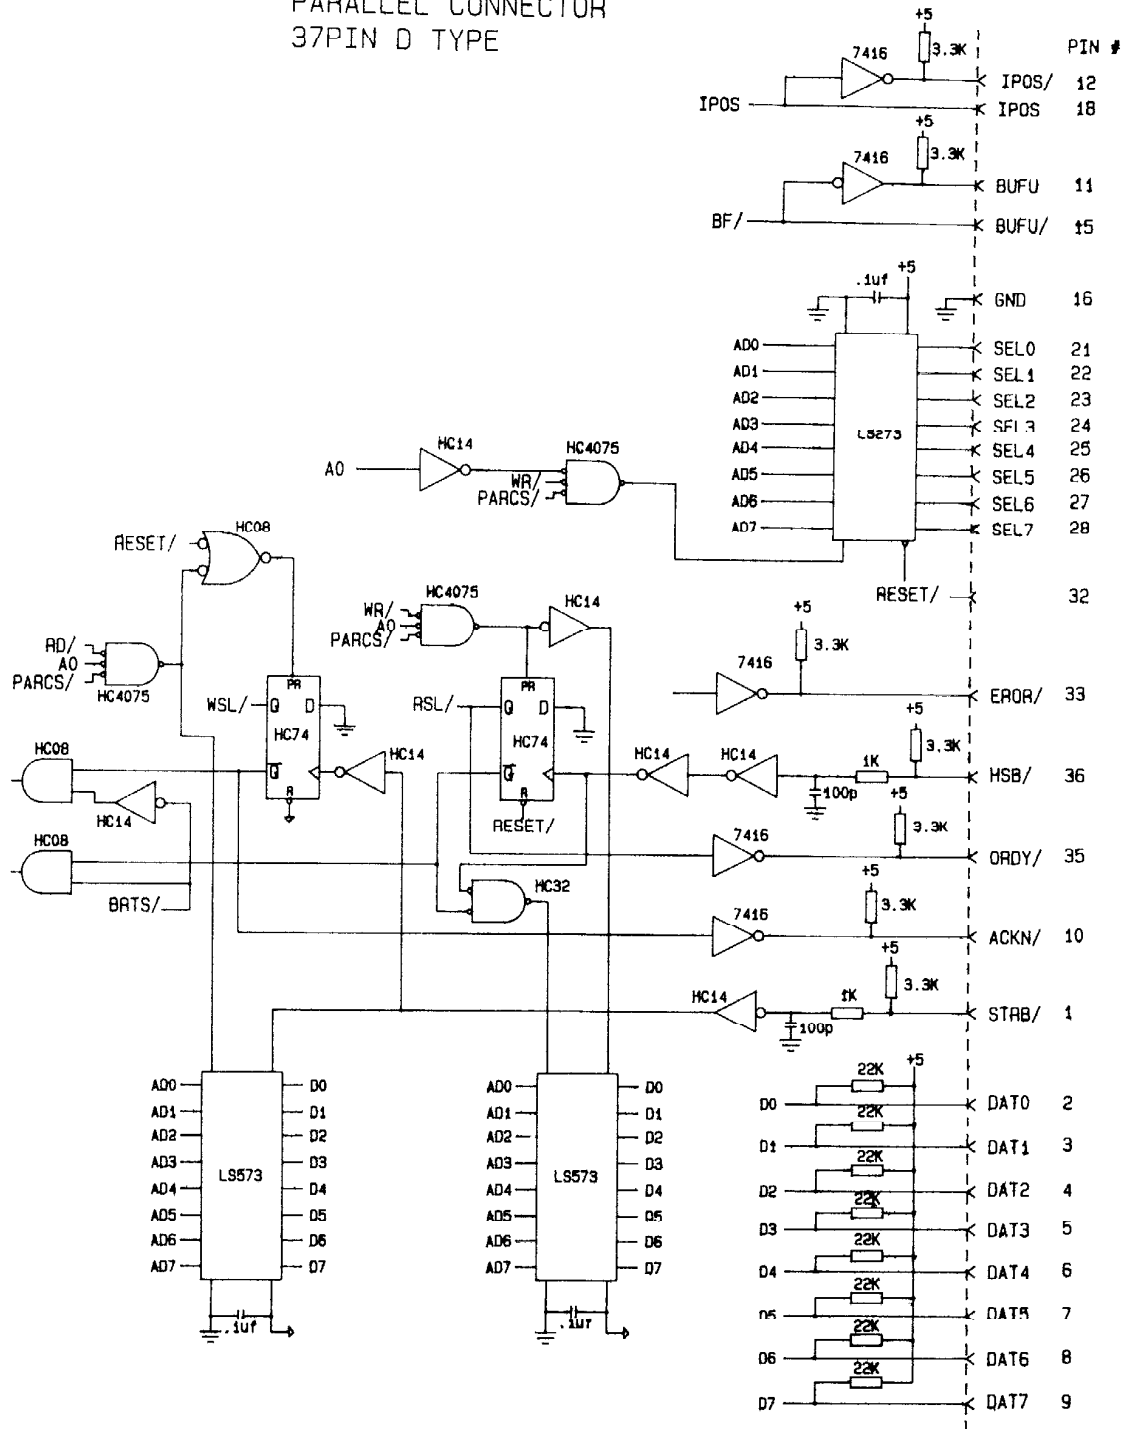 PARALLEL CONNECTOR
37PIN D TYPE
PIN #
+5
3.3K
7416
IPOS/ 12
IPOS
IPOS 18
+5
3.3K
7416
BUFU 11
BF/
BUFU/ 15
+5
.1uf
GND 16
AD0 SEL0 21
AD1 SEL1 22
AD2 SEL2 23
AD3 SEL3 24
LS273
AD4 SEL4 25
AD5 SEL5 26
AD6 SEL6 27
AD7 SEL7 28
HC14
HC4075
A0
WR/
PARCS/
RESET/ 32
HC08
RESET/
HC4075
WR/
A0
PARCS/
HC14
RD/
A0
PARCS/
HC4075
+5
3.3K
7416
EROR/ 33
PR
WSL/ Q D
HC74
Q
R
HC14
PR
RSL/ Q D
HC74
Q
R
RESET/
HC14
HC14
1K
100p
+5
3.3K
HSB/ 36
HC08
HC14
HC08
BRTS/
HC32
7416
+5
3.3K
ORDY/ 35
7416
+5
3.3K
ACKN/ 10
HC14
1K
100p
+5
3.3K
STRB/ 1
AD0 D0
AD1 D1
AD2 D2
AD3 D3
LS573
AD4 D4
AD5 D5
AD6 D6
AD7 D7
.1uf
AD0 D0
AD1 D1
AD2 D2
AD3 D3
LS573
AD4 D4
AD5 D5
AD6 D6
AD7 D7
.1uf
+5
22K
D0 DAT0 2
22K
D1 DAT1 3
22K
D2 DAT2 4
22K
D3 DAT3 5
22K
D4 DAT4 6
22K
D5 DAT5 7
22K
D6 DAT6 8
22K
D7 DAT7 9